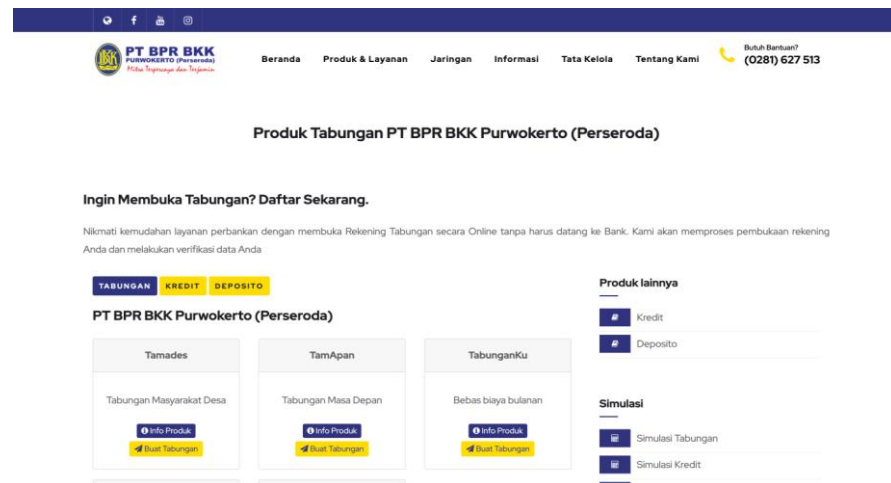 PT BPR BKK
PURWOKERTO (Perseroda)
Mitra Terpercaya dan Terjamin
Beranda
Produk & Layanan
Jaringan
Informasi
Tata Kelola
Tentang Kami
Butuh Bantuan?
(0281) 627 513
Produk Tabungan PT BPR BKK Purwokerto (Perseroda)
Ingin Membuka Tabungan? Daftar Sekarang.
Nikmati kemudahan layanan perbankan dengan membuka Rekening Tabungan secara Online tanpa harus datang ke Bank. Kami akan memproses pembukaan rekening
Anda dan melakukan verifikasi data Anda
TABUNGAN
KREDIT
DEPOSITO
PT BPR BKK Purwokerto (Perseroda)
Tamades
Tabungan Masyarakat Desa
Info Produk
Buat Tabungan
TamApan
Tabungan Masa Depan
Info Produk
Buat Tabungan
TabunganKu
Bebas biaya bulanan
Info Produk
Buat Tabungan
Produk lainnya
Kredit
Deposito
Simulasi
Simulasi Tabungan
Simulasi Kredit